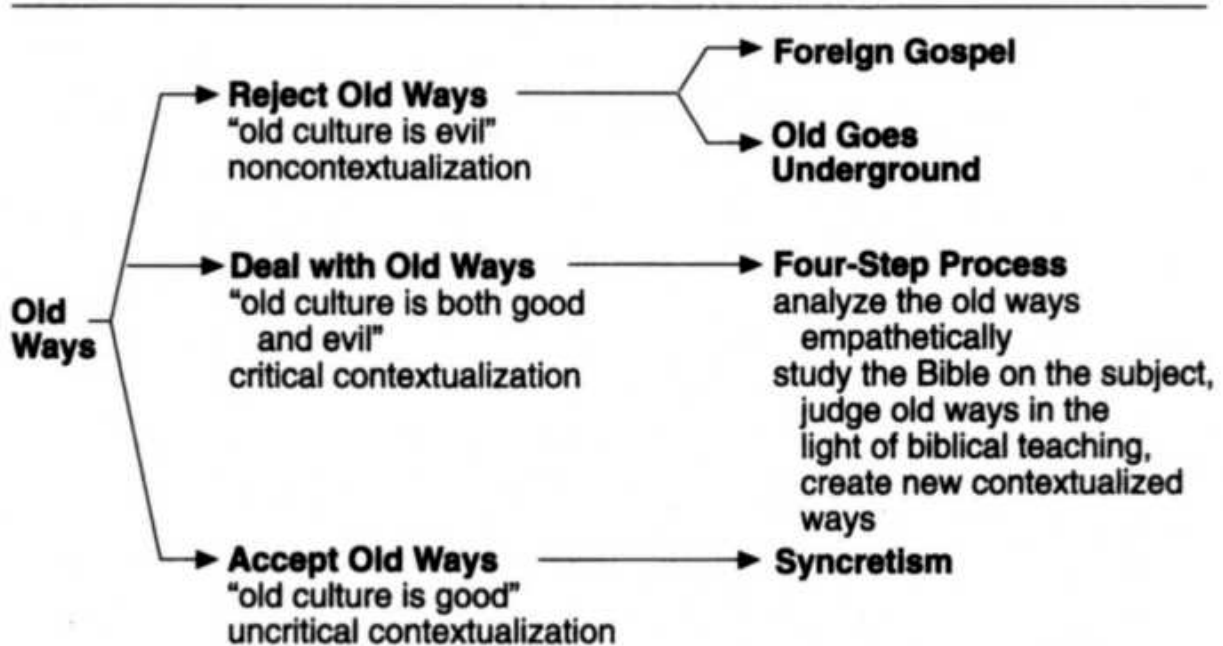 Old
Ways
Reject Old Ways
"old culture is evil"
noncontextualization
Foreign Gospel
Old Goes
Underground
Deal with Old Ways
"old culture is both good
and evil"
critical contextualization
Four-Step Process
analyze the old ways
empathetically
study the Bible on the subject,
judge old ways in the
light of biblical teaching,
create new contextualized
ways
Accept Old Ways
"old culture is good"
uncritical contextualization
Syncretism